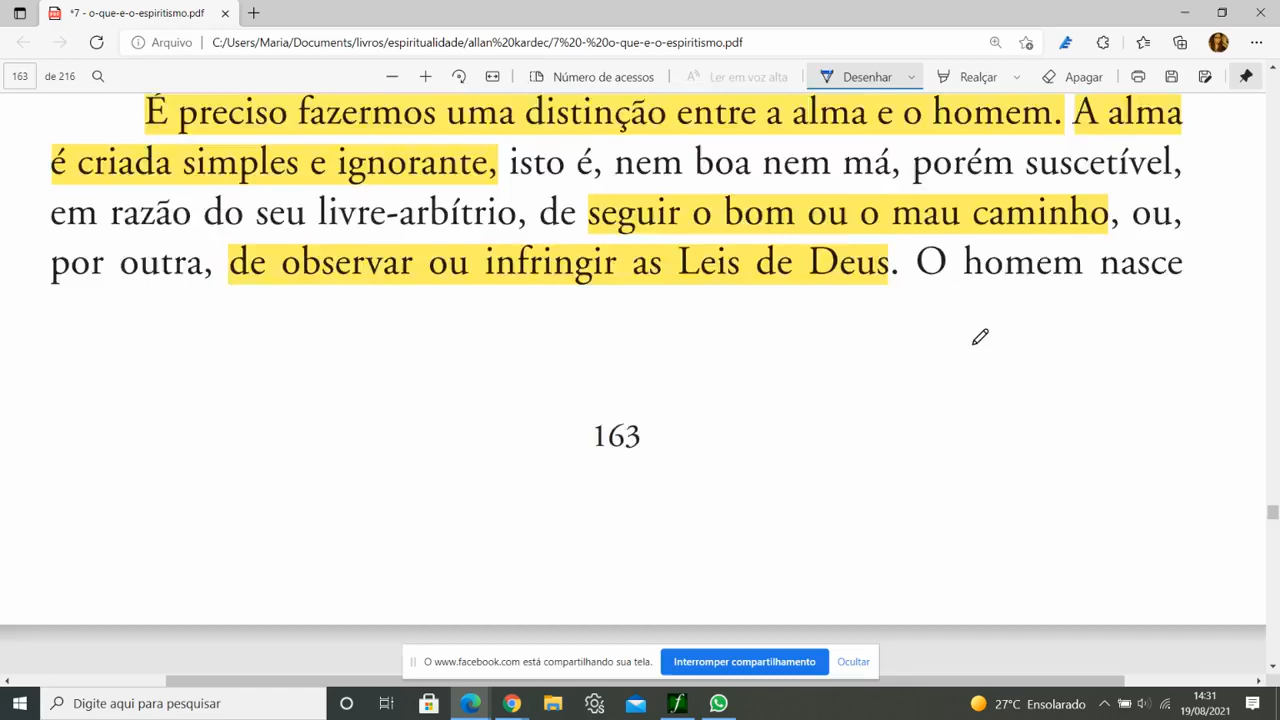 *7 - o-que-e-o-espiritismo.pdf
Arquivo
C:/Users/Maria/Documents/livros/espiritualidade/allan%20kardec/7%20-%20o-que-e-o-espiritismo.pdf
163 de 216
Número de acessos
Ler em voz alta
Desenhar
Realçar
Apagar
É preciso fazermos uma distinção entre a alma e o homem. A alma
é criada simples e ignorante, isto é, nem boa nem má, porém suscetível,
em razão do seu livre-arbítrio, de seguir o bom ou o mau caminho, ou,
por outra, de observar ou infringir as Leis de Deus. O homem nasce
163
O www.facebook.com está compartilhando sua tela.
Interromper compartilhamento
Ocultar
Digite aqui para pesquisar
27°C Ensolarado
14:31
19/08/2021